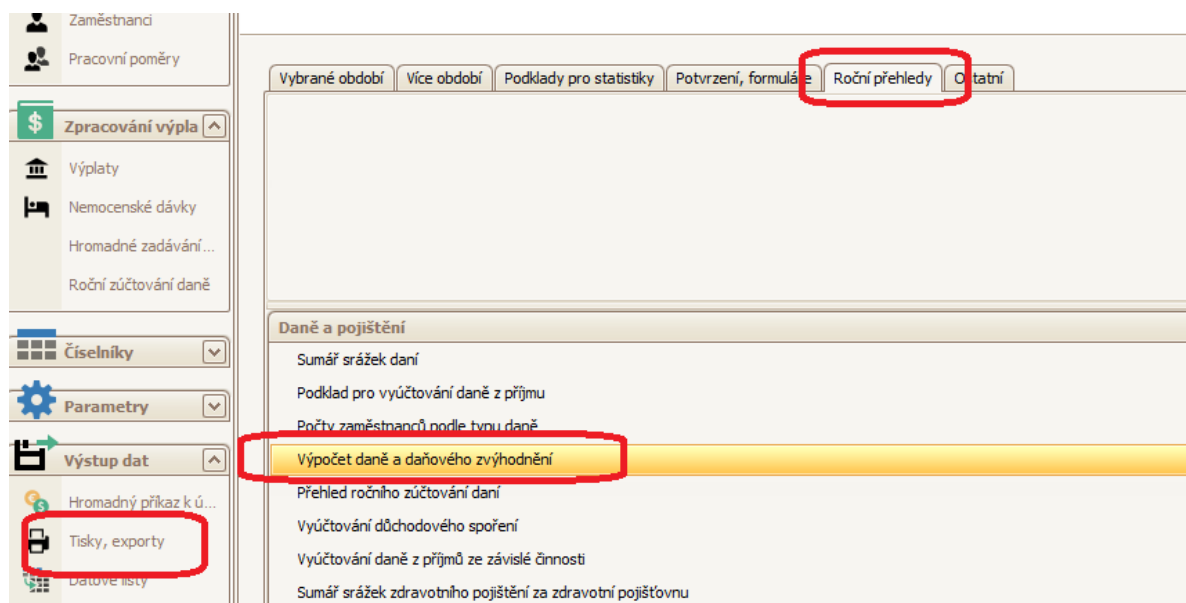 Zaměstnanci
Pracovní poměry
Zpracování výpla
Výplaty
Nemocenské dávky
Hromadné zadávání...
Roční zúčtování daně
Číselníky
Parametry
Výstup dat
Hromadný příkaz k ú...
Tisky, exporty
Datové listy
Vybrané období Více období Podklady pro statistiky Potvrzení, formuláře Roční přehledy Ostatní
Daně a pojištění
Sumář srážek daní
Podklad pro vyúčtování daně z příjmu
Počty zaměstnanců podle typu daně
Výpočet daně a daňového zvýhodnění
Přehled ročního zúčtování daní
Vyúčtování důchodového spoření
Vyúčtování daně z příjmů ze závislé činnosti
Sumář srážek zdravotního pojištění za zdravotní pojišťovnu